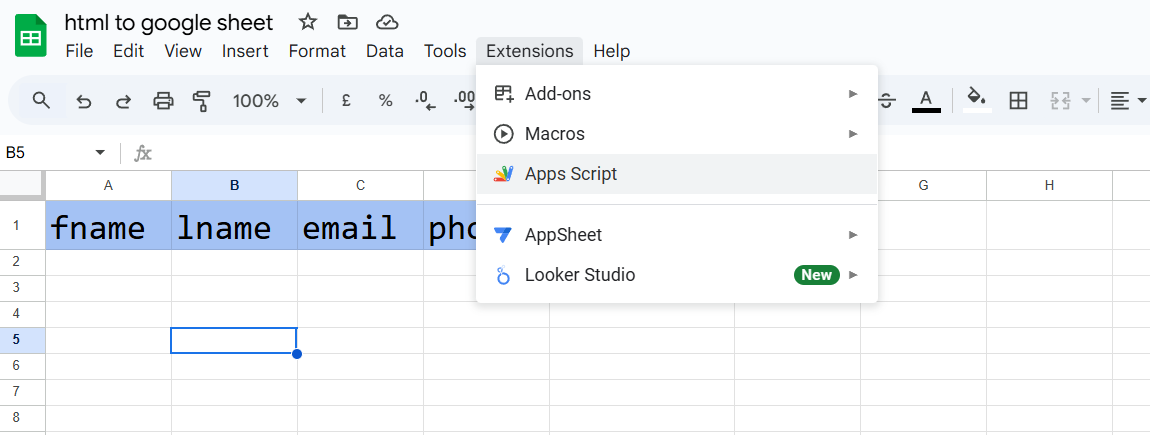 html to google sheet
File Edit View Insert Format Data Tools Extensions Help
100% £ % .0 .00 A
Add-ons
Macros
Apps Script
AppSheet
Looker Studio New
B5 fx
A B C G H
1 fname lname email
2
3
4
5
6
7
8